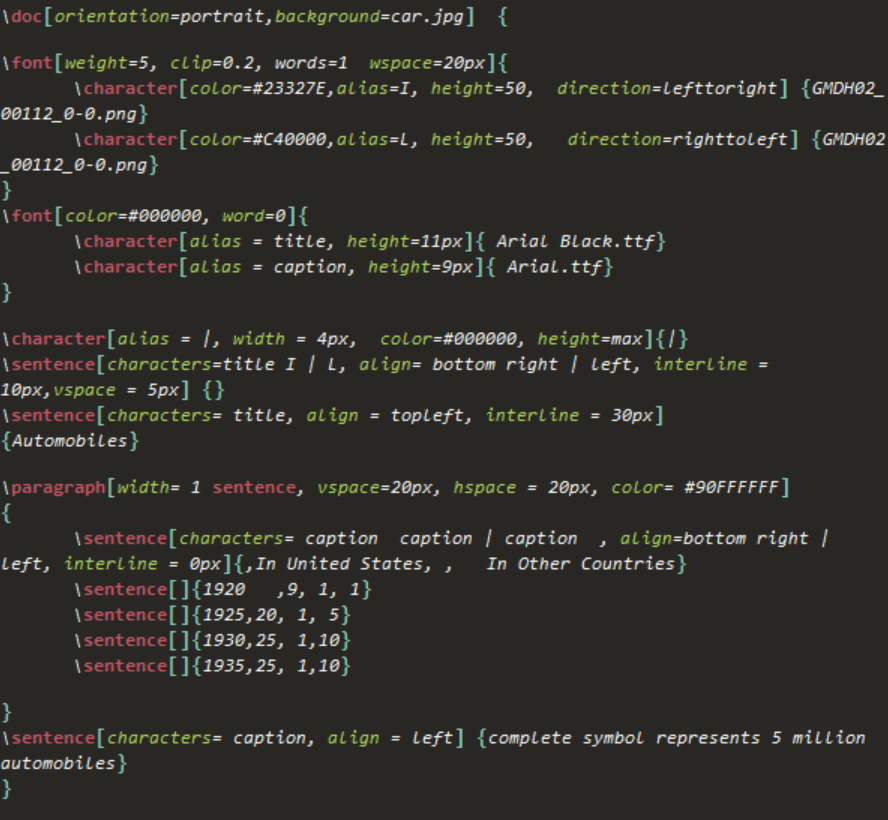 \doc[orientation=portrait,background=car.jpg]  {
\font[weight=5, clip=0.2, words=1  wspace=20px]{
\character[color=#23327E,alias=I, height=50,  direction=lefttoright] {GMDH02_
00112_0-0.png}
\character[color=#C40000,alias=L, height=50,   direction=righttoleft] {GMDH02
_00112_0-0.png}
}
\font[color=#000000, word=0]{
\character[alias = title, height=11px]{ Arial Black.ttf}
\character[alias = caption, height=9px]{ Arial.ttf}
}
\character[alias = |, width = 4px,  color=#000000, height=max]{|}
\sentence[characters=title I | L, align= bottom right | left, interline =
10px,vspace = 5px] {}
\sentence[characters= title, align = topleft, interline = 30px]
{Automobiles}
\paragraph[width= 1 sentence, vspace=20px, hspace = 20px, color= #90FFFFFF]
{
\sentence[characters= caption  caption | caption  , align=bottom right |
left, interline = 0px]{,In United States, ,   In Other Countries}
\sentence[]{1920   ,9, 1, 1}
\sentence[]{1925,20, 1, 5}
\sentence[]{1930,25, 1,10}
\sentence[]{1935,25, 1,10}
}
\sentence[characters= caption, align = left] {complete symbol represents 5 million
automobiles}
}